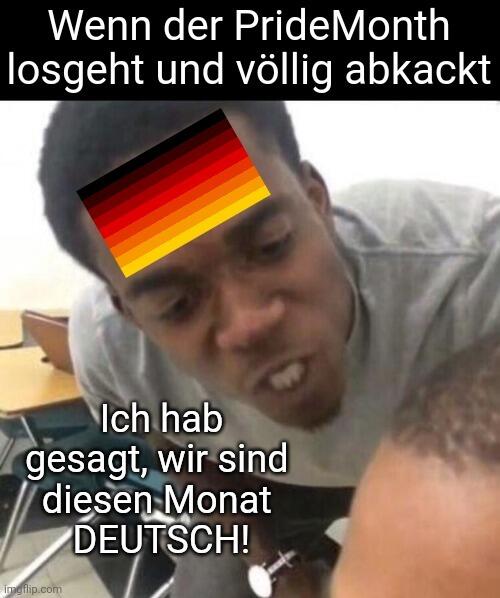 Wenn der PrideMonth
losgeht und völlig abkackt
Ich hab
gesagt, wir sind
diesen Monat
DEUTSCH!
imgflip.com